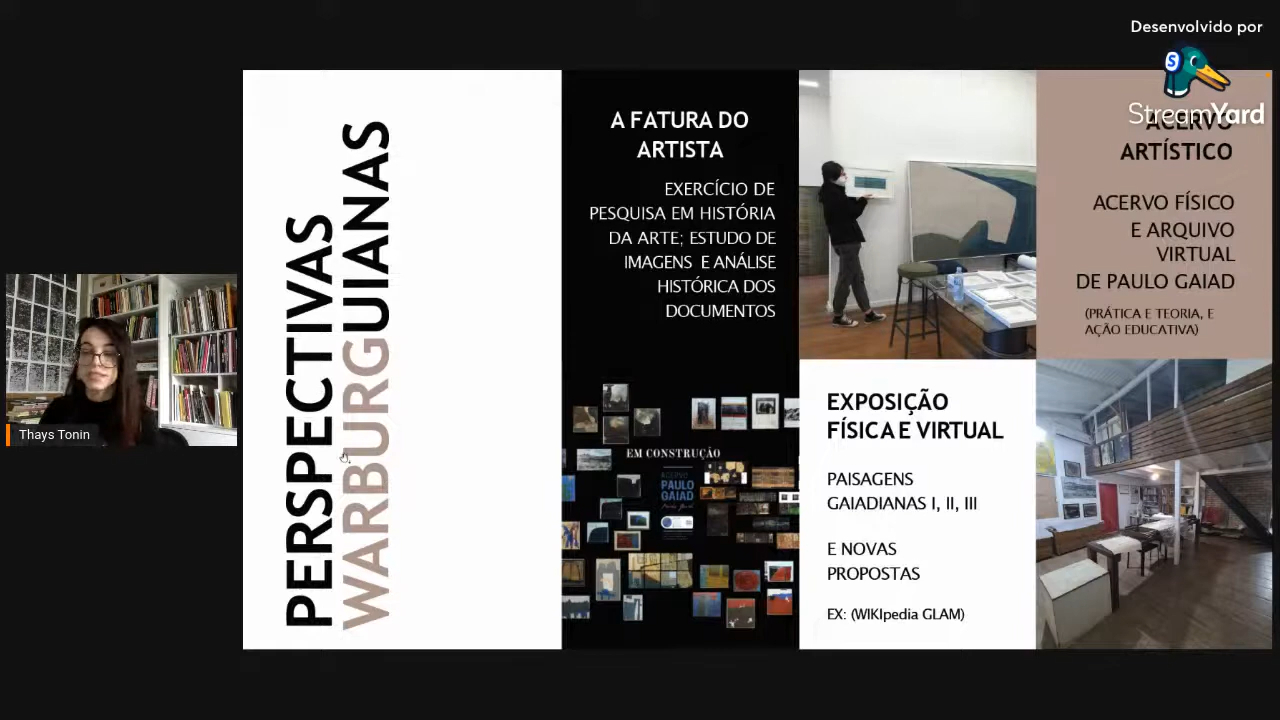 Desenvolvido por
S
StreamYard
Thays Tonin
PERSPECTIVAS
WARBURGUIANAS
A FATURA DO
ARTISTA
EXERCÍCIO DE
PESQUISA EM HISTÓRIA
DA ARTE; ESTUDO DE
IMAGENS E ANÁLISE
HISTÓRICA DOS
DOCUMENTOS
EM CONSTRUÇÃO
ACERVO
PAULO
GAIAD
ACERVO
ARTÍSTICO
ACERVO FÍSICO
E ARQUIVO
VIRTUAL
DE PAULO GAIAD
(PRÁTICA E TEORIA, E
AÇÃO EDUCATIVA)
EXPOSIÇÃO
FÍSICA E VIRTUAL
PAISAGENS
GAIADIANAS I, II, III
E NOVAS
PROPOSTAS
EX: (WIKIpedia GLAM)